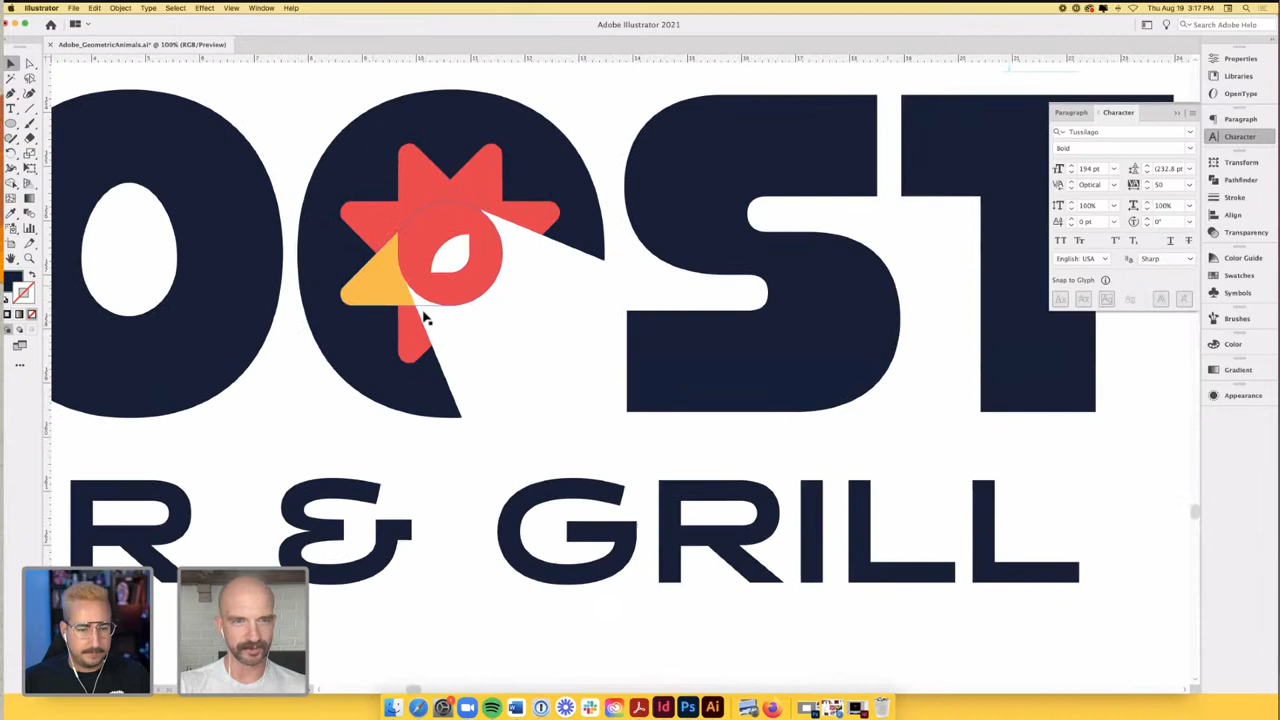 Illustrator File Edit Object Type Select Effect View Window Help
Thu Aug 19 3:17 PM
Adobe Illustrator 2021
Search Adobe Help
Adobe_GeometricAnimals.ai* @ 100% (RGB/Preview)
OOST
R & GRILL
Paragraph Character
Tussilago
Bold
194 pt (232.8 pt
Optical 50
100% 100%
0 pt 0°
English: USA Sharp
Snap to Glyph
Properties
Libraries
OpenType
Paragraph
Character
Transform
Pathfinder
Stroke
Align
Transparency
Color Guide
Swatches
Symbols
Brushes
Color
Gradient
Appearance
Id Ps Ai